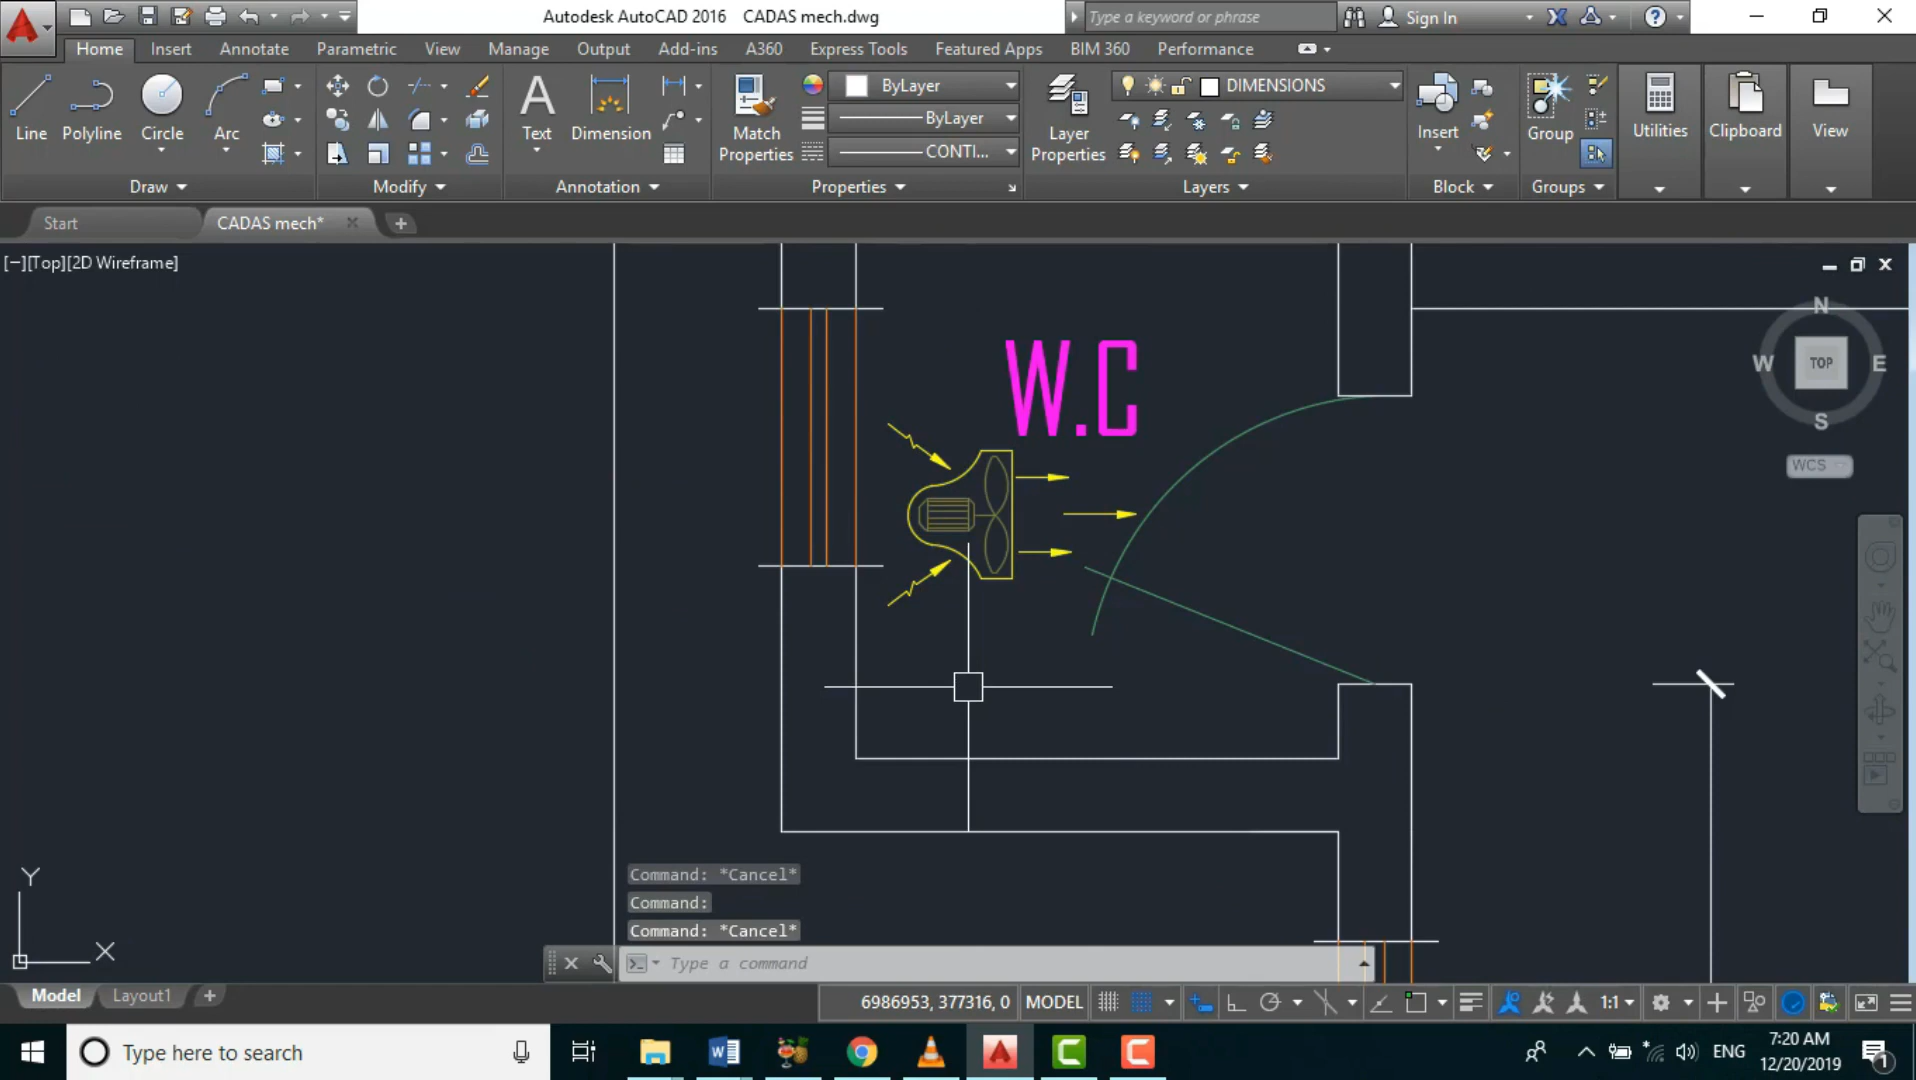 Autodesk AutoCAD 2016 CADAS mech.dwg
Type a keyword or phrase
Sign In
Home Insert Annotate Parametric View Manage Output Add-ins A360 Express Tools Featured Apps BIM 360 Performance
Line Polyline Circle Arc
Text Dimension
Match Properties
ByLayer
ByLayer
CONTI...
Layer Properties
DIMENSIONS
Insert
Group
Utilities
Clipboard
View
Draw Modify Annotation Properties Layers Block Groups
Start CADAS mech*
[−][Top][2D Wireframe]
W.C
N
W TOP E
S
WCS
Y
X
Command: *Cancel*
Command:
Command: *Cancel*
Type a command
Model Layout1
6986953, 377316, 0 MODEL 1:1
Type here to search
ENG
7:20 AM
12/20/2019
1